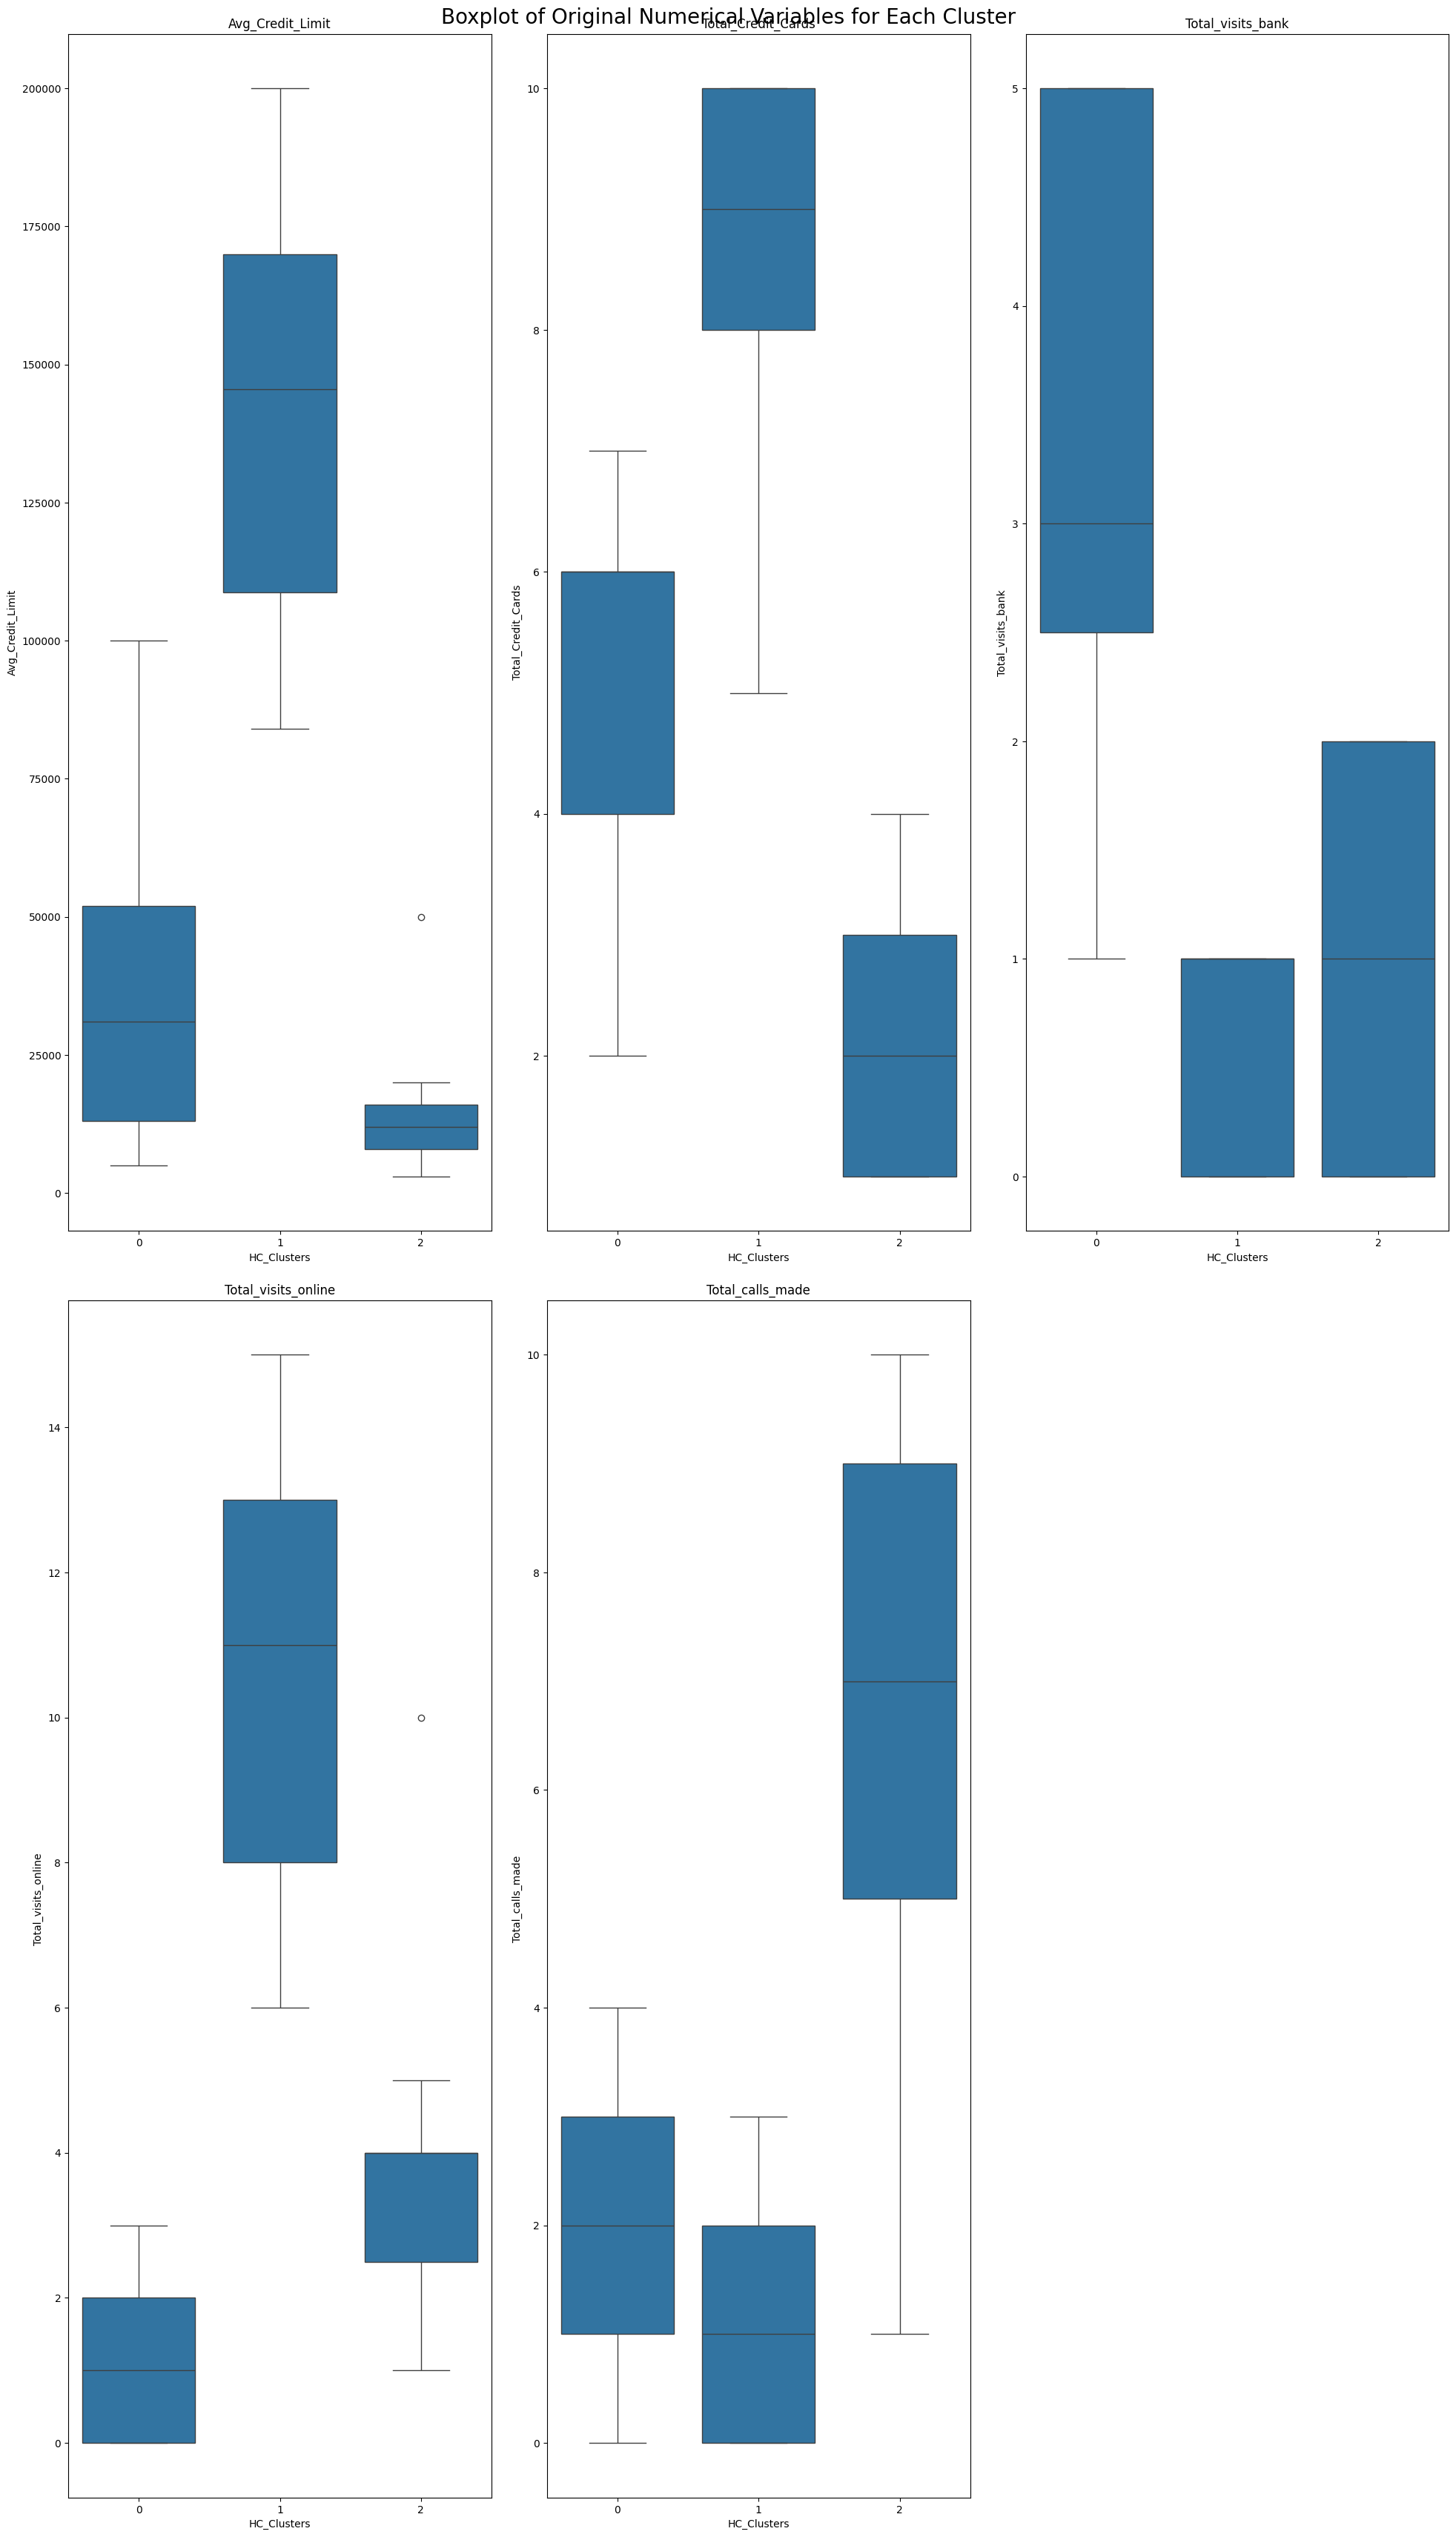 Boxplot of Original Numerical Variables for Each Cluster
Avg_Credit_Limit
Total_Credit_Cards
Total_visits_bank
200000
175000
150000
125000
100000
75000
50000
25000
0
Avg_Credit_Limit
0 1 2
HC_Clusters
10
8
6
4
2
Total_Credit_Cards
0 1 2
HC_Clusters
5
4
3
2
1
0
Total_visits_bank
0 1 2
HC_Clusters
Total_visits_online
14
12
10
8
6
4
2
0
Total_visits_online
0 1 2
HC_Clusters
Total_calls_made
10
8
6
4
2
0
Total_calls_made
0 1 2
HC_Clusters